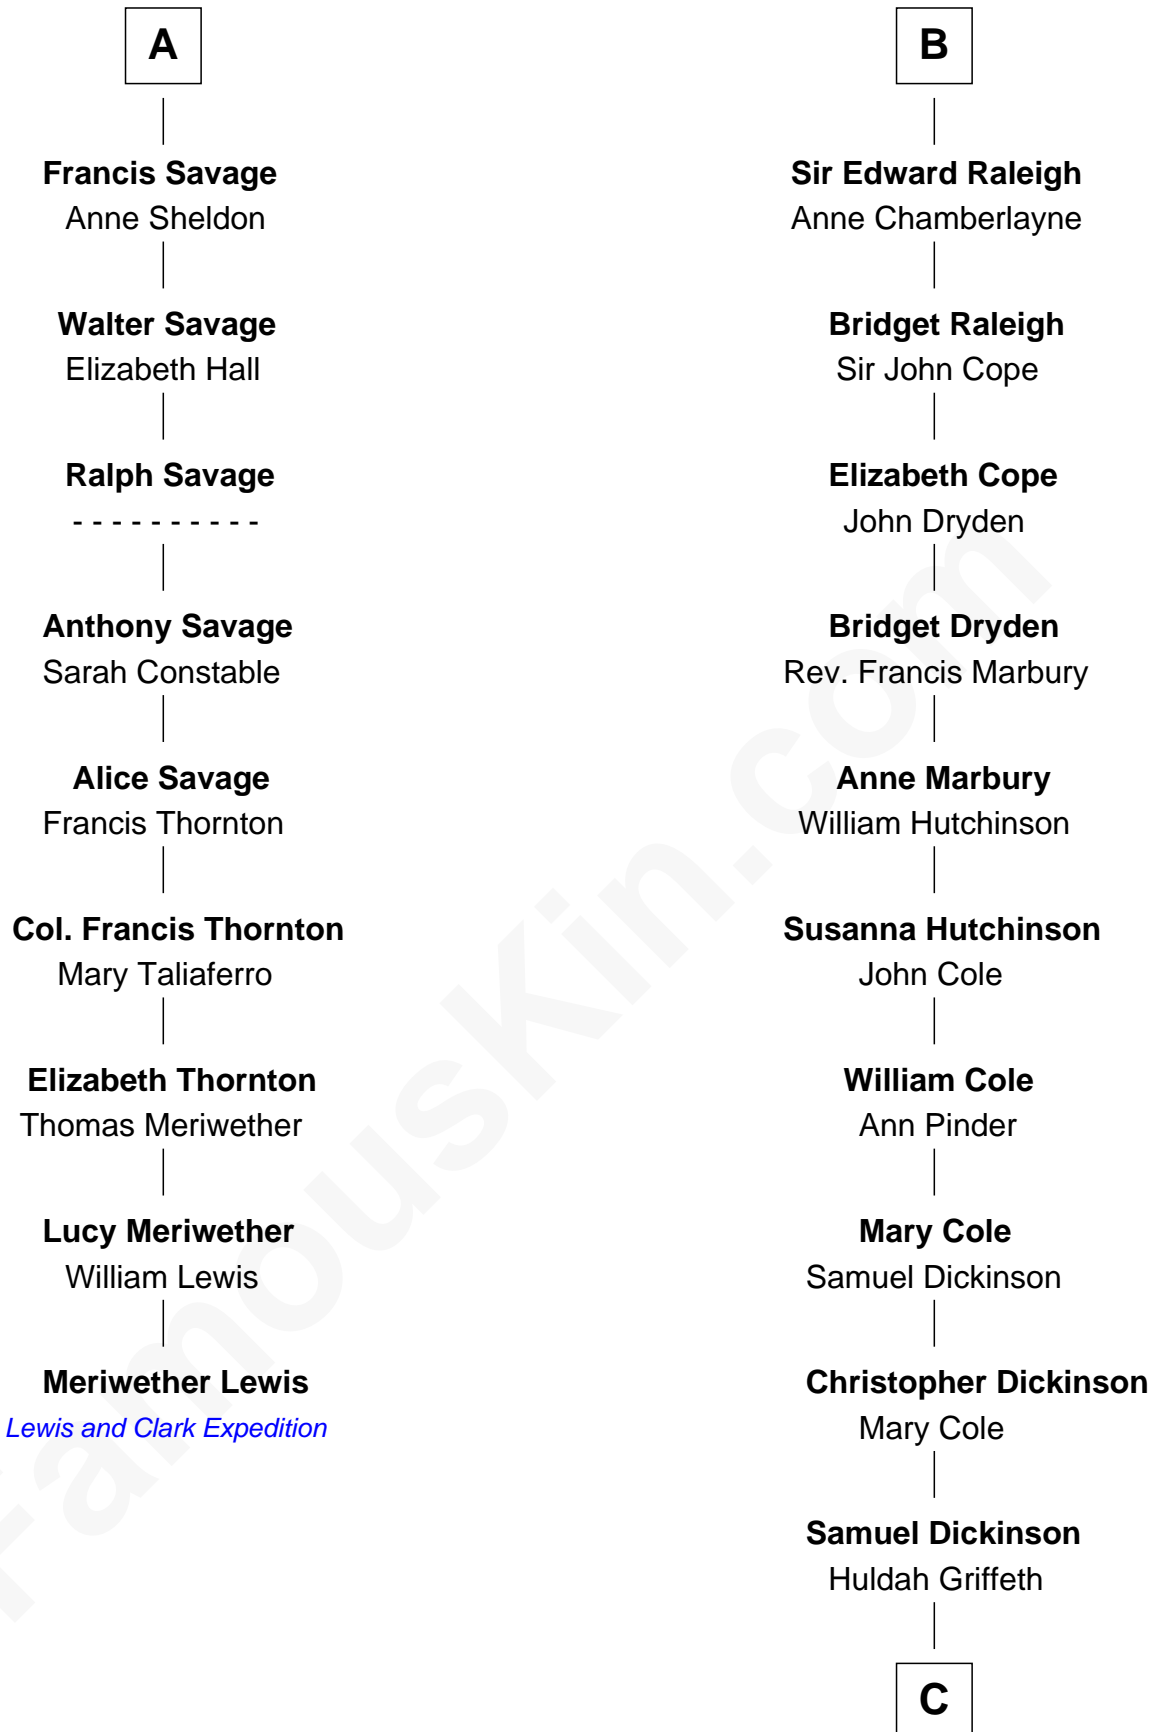 A
Francis Savage
Anne Sheldon
Walter Savage
Elizabeth Hall
Ralph Savage
- - - - - - - - - -
Anthony Savage
Sarah Constable
Alice Savage
Francis Thornton
Col. Francis Thornton
Mary Taliaferro
Elizabeth Thornton
Thomas Meriwether
Lucy Meriwether
William Lewis
Meriwether Lewis
Lewis and Clark Expedition
B
Sir Edward Raleigh
Anne Chamberlayne
Bridget Raleigh
Sir John Cope
Elizabeth Cope
John Dryden
Bridget Dryden
Rev. Francis Marbury
Anne Marbury
William Hutchinson
Susanna Hutchinson
John Cole
William Cole
Ann Pinder
Mary Cole
Samuel Dickinson
Christopher Dickinson
Mary Cole
Samuel Dickinson
Huldah Griffeth
C
FamousKin.com